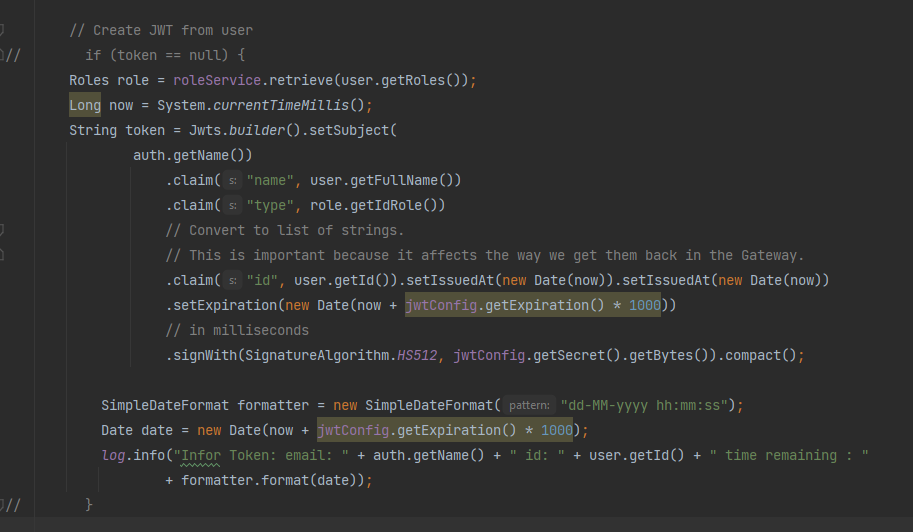 // Create JWT from user
//      if (token == null) {
Roles role = roleService.retrieve(user.getRoles());
Long now = System.currentTimeMillis();
String token = Jwts.builder().setSubject(
auth.getName())
.claim( s: "name", user.getFullName())
.claim( s: "type", role.getIdRole())
// Convert to list of strings.
// This is important because it affects the way we get them back in the Gateway.
.claim( s: "id", user.getId()).setIssuedAt(new Date(now)).setIssuedAt(new Date(now))
.setExpiration(new Date(now + jwtConfig.getExpiration() * 1000))
// in milliseconds
.signWith(SignatureAlgorithm.HS512, jwtConfig.getSecret().getBytes()).compact();
SimpleDateFormat formatter = new SimpleDateFormat( pattern: "dd-MM-yyyy hh:mm:ss");
Date date = new Date(now + jwtConfig.getExpiration() * 1000);
log.info("Infor Token: email: " + auth.getName() + " id: " + user.getId() + " time remaining : "
+ formatter.format(date));
//      }